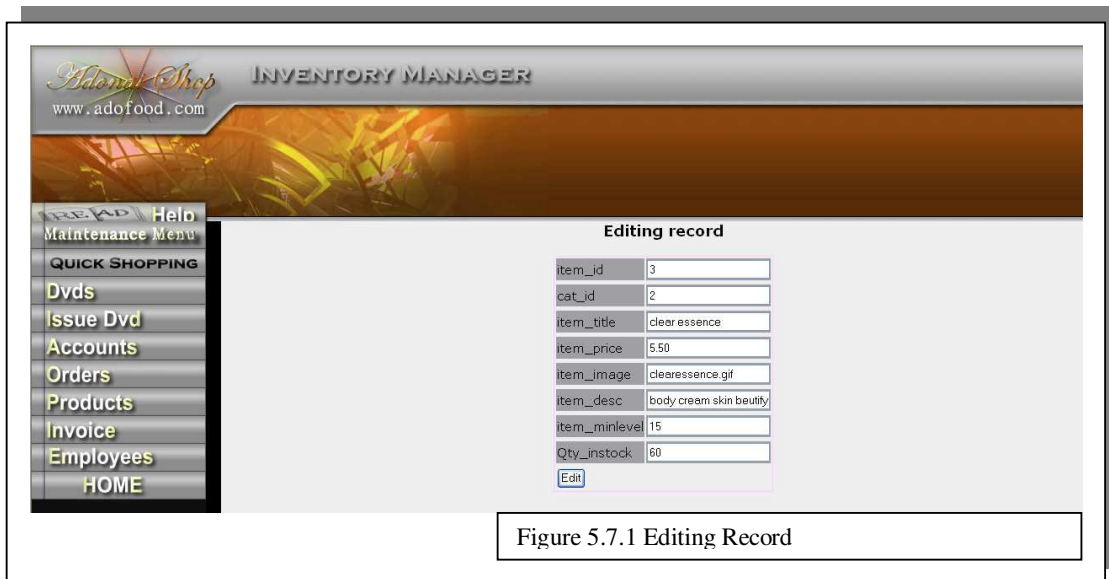 Adonai Shop
www.adofood.com
INVENTORY MANAGER
READ Help
Maintenance Menu
QUICK SHOPPING
Dvds
Issue Dvd
Accounts
Orders
Products
Invoice
Employees
HOME
Editing record
item_id 3
cat_id 2
item_title clear essence
item_price 5.50
item_image clearessence.gif
item_desc body cream skin beutify
item_minlevel 15
Qty_instock 60
Edit
Figure 5.7.1 Editing Record